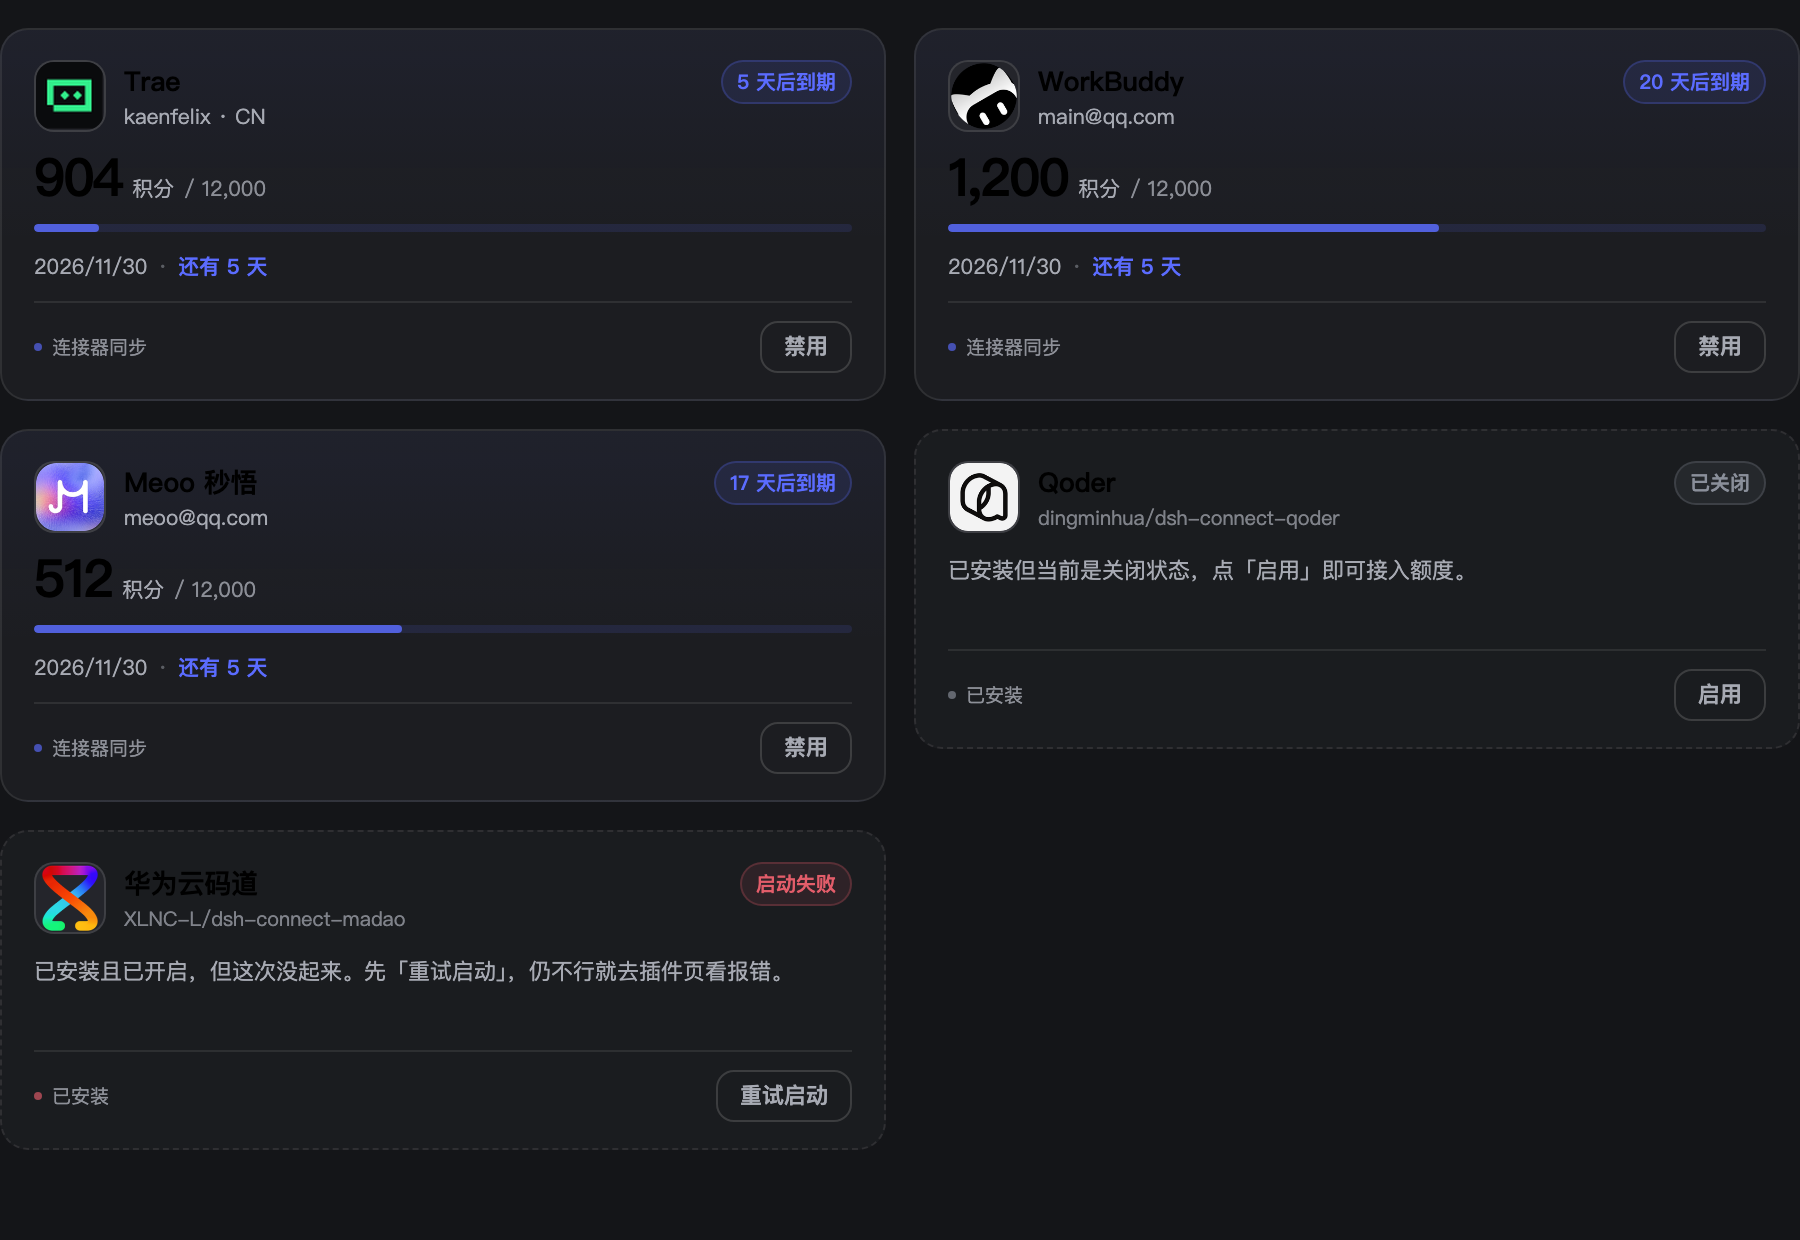 Trae
5 天后到期
kaenfelix · CN
904 积分 / 12,000
2026/11/30 · 还有 5 天
连接器同步
禁用
WorkBuddy
20 天后到期
main@qq.com
1,200 积分 / 12,000
2026/11/30 · 还有 5 天
连接器同步
禁用
Meoo 秒悟
17 天后到期
meoo@qq.com
512 积分 / 12,000
2026/11/30 · 还有 5 天
连接器同步
禁用
Qoder
已关闭
dingminhua/dsh-connect-qoder
已安装但当前是关闭状态，点「启用」即可接入额度。
已安装
启用
华为云码道
启动失败
XLNC-L/dsh-connect-madao
已安装且已开启，但这次没起来。先「重试启动」，仍不行就去插件页看报错。
已安装
重试启动